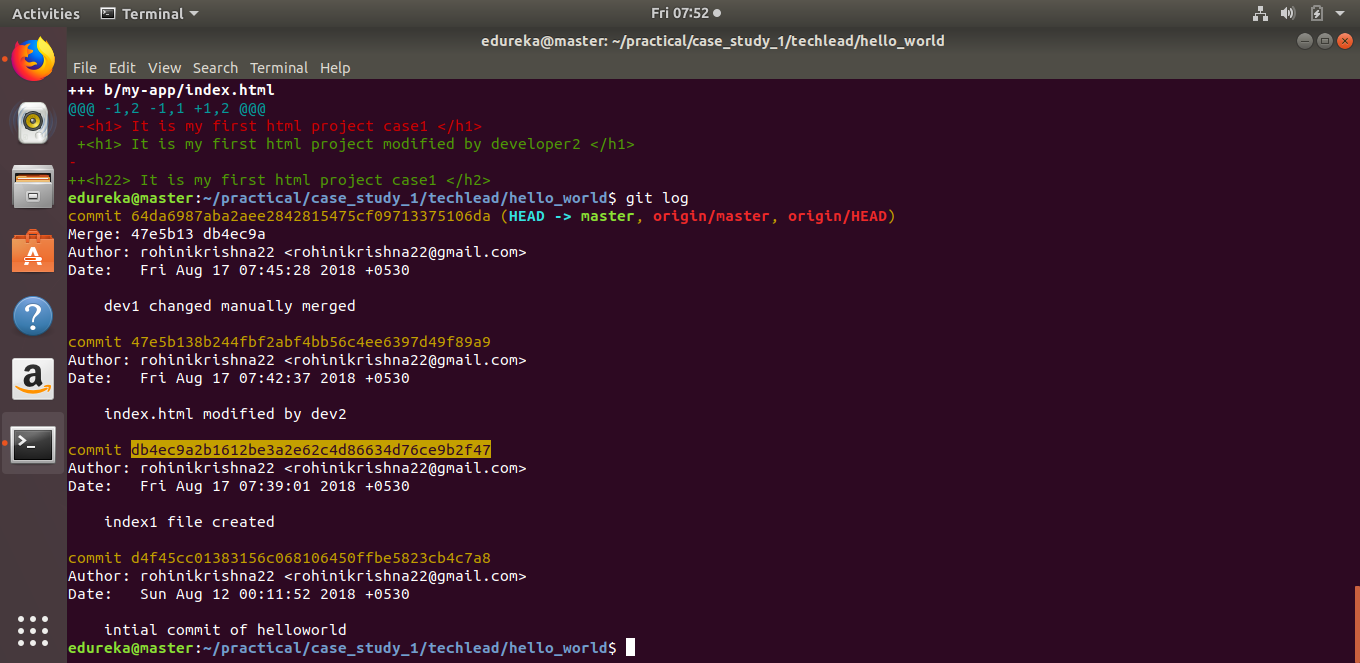 Activities Terminal Fri 07:52
edureka@master: ~/practical/case_study_1/techlead/hello_world
File Edit View Search Terminal Help
+++ b/my-app/index.html
@@@ -1,2 -1,1 +1,2 @@@
 -<h1> It is my first html project case1 </h1>
 +<h1> It is my first html project modified by developer2 </h1>
-
++<h22> It is my first html project case1 </h2>
edureka@master:~/practical/case_study_1/techlead/hello_world$ git log
commit 64da6987aba2aee2842815475cf09713375106da (HEAD -> master, origin/master, origin/HEAD)
Merge: 47e5b13 db4ec9a
Author: rohinikrishna22 <rohinikrishna22@gmail.com>
Date:   Fri Aug 17 07:45:28 2018 +0530
    dev1 changed manually merged
commit 47e5b138b244fbf2abf4bb56c4ee6397d49f89a9
Author: rohinikrishna22 <rohinikrishna22@gmail.com>
Date:   Fri Aug 17 07:42:37 2018 +0530
    index.html modified by dev2
commit db4ec9a2b1612be3a2e62c4d86634d76ce9b2f47
Author: rohinikrishna22 <rohinikrishna22@gmail.com>
Date:   Fri Aug 17 07:39:01 2018 +0530
    index1 file created
commit d4f45cc01383156c068106450ffbe5823cb4c7a8
Author: rohinikrishna22 <rohinikrishna22@gmail.com>
Date:   Sun Aug 12 00:11:52 2018 +0530
    intial commit of helloworld
edureka@master:~/practical/case_study_1/techlead/hello_world$